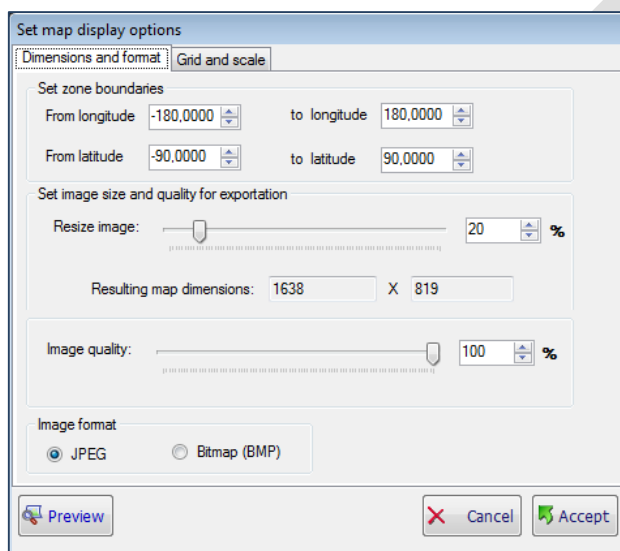 Set map display options
Dimensions and format Grid and scale
Set zone boundaries
From longitude -180,0000 to longitude 180,0000
From latitude -90,0000 to latitude 90,0000
Set image size and quality for exportation
Resize image: 20 %
Resulting map dimensions: 1638 X 819
Image quality: 100 %
Image format
JPEG Bitmap (BMP)
Preview Cancel Accept